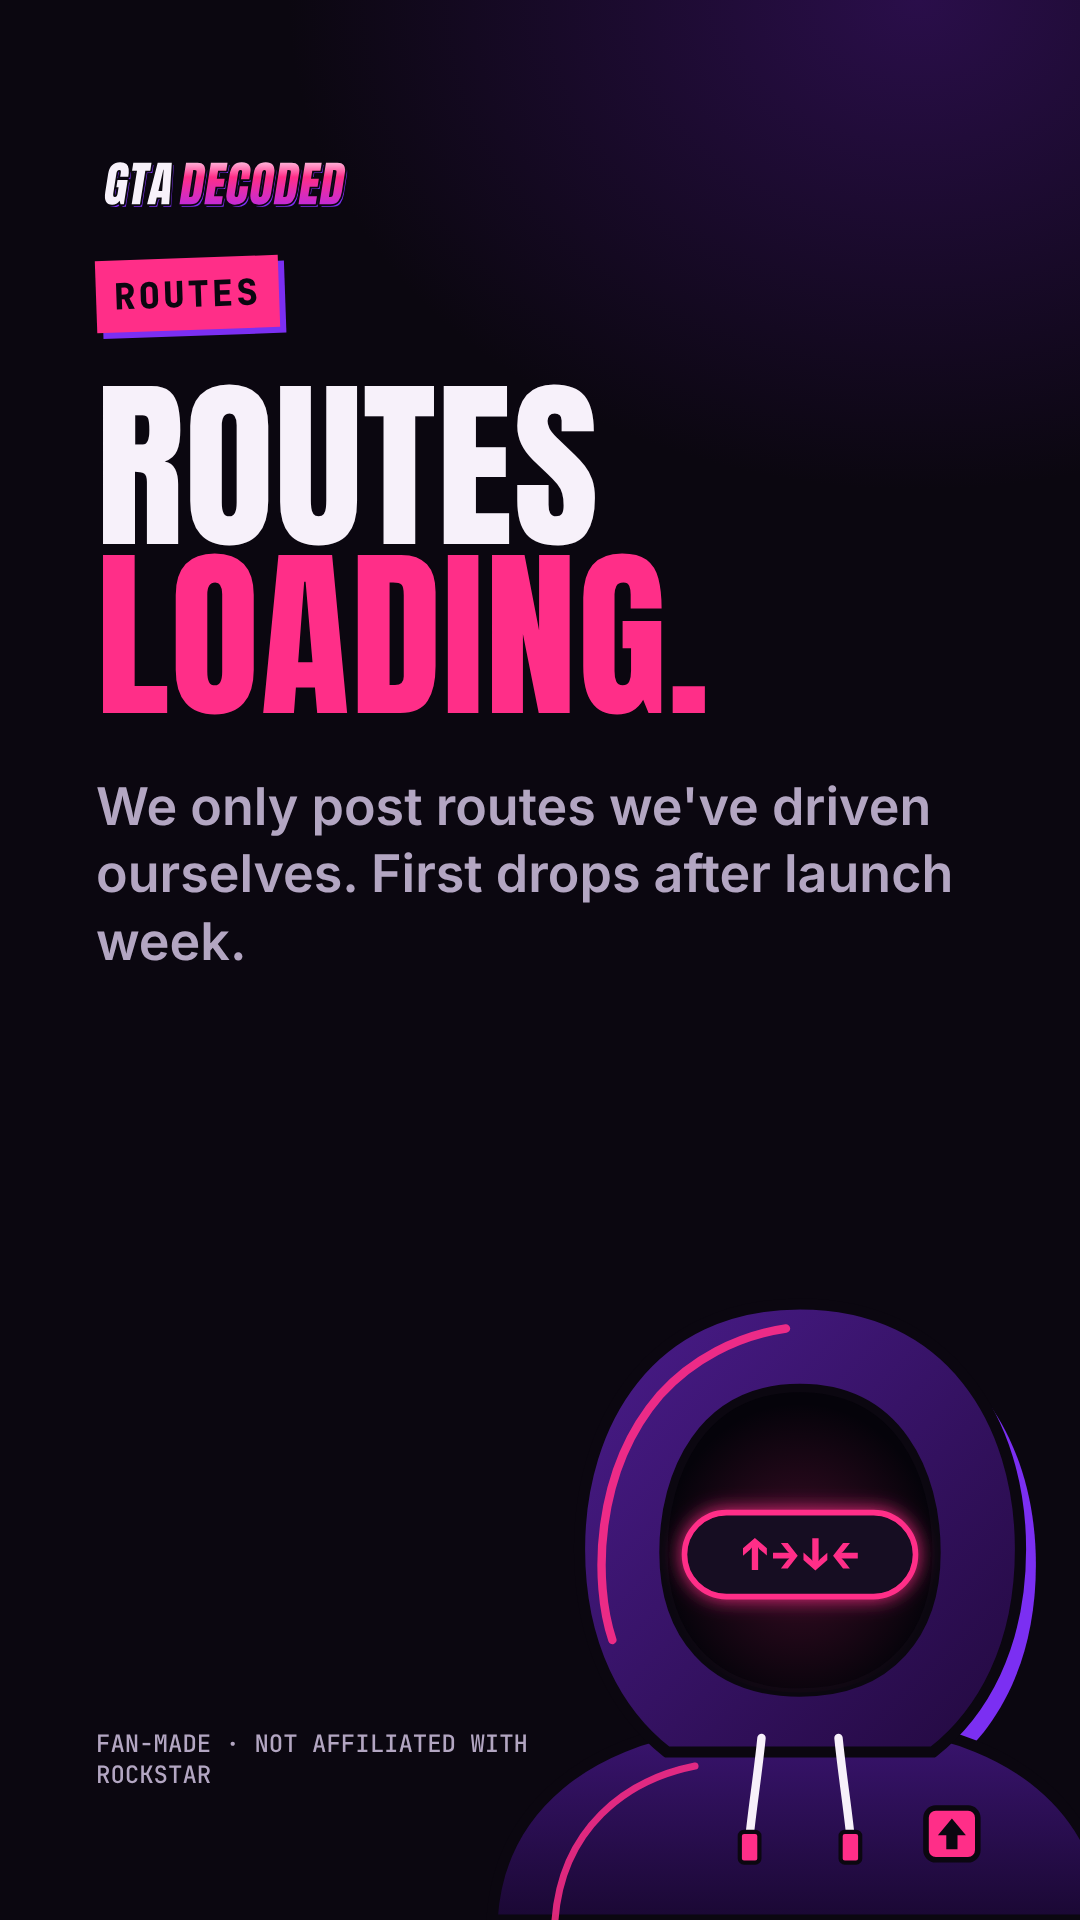 GTA DECODED
ROUTES
ROUTES
LOADING.
We only post routes we've driven
ourselves. First drops after launch
week.
↑→↓←
FAN-MADE · NOT AFFILIATED WITH
ROCKSTAR